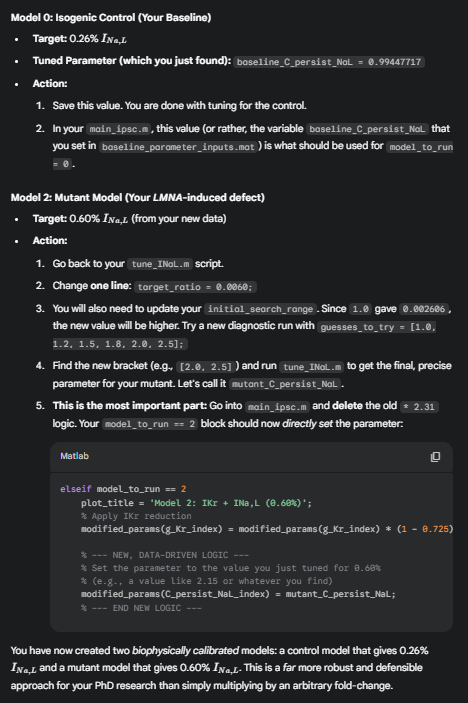 Model 0: Isogenic Control (Your Baseline)
• Target: 0.26% I_Na,L
• Tuned Parameter (which you just found): baseline_C_persist_NaL = 0.99447717
• Action:
1. Save this value. You are done with tuning for the control.
2. In your main_ipsc.m, this value (or rather, the variable baseline_C_persist_NaL that
you set in baseline_parameter_inputs.mat) is what should be used for model_to_run
= 0.
Model 2: Mutant Model (Your LMNA-induced defect)
• Target: 0.60% I_Na,L (from your new data)
• Action:
1. Go back to your tune_INaL.m script.
2. Change one line: target_ratio = 0.0060;
3. You will also need to update your initial_search_range. Since 1.0 gave 0.002606,
the new value will be higher. Try a new diagnostic run with guesses_to_try = [1.0,
1.2, 1.5, 1.8, 2.0, 2.5];
4. Find the new bracket (e.g., [2.0, 2.5]) and run tune_INaL.m to get the final, precise
parameter for your mutant. Let's call it mutant_C_persist_NaL.
5. This is the most important part: Go into main_ipsc.m and delete the old * 2.31
logic. Your model_to_run == 2 block should now directly set the parameter:
Matlab
elseif model_to_run == 2
plot_title = 'Model 2: IKr + INa,L (0.60%)';
% Apply IKr reduction
modified_params(g_Kr_index) = modified_params(g_Kr_index) * (1 - 0.725)
% --- NEW, DATA-DRIVEN LOGIC ---
% Set the parameter to the value you just tuned for 0.60%
% (e.g., a value like 2.15 or whatever you find)
modified_params(C_persist_NaL_index) = mutant_C_persist_NaL;
% --- END NEW LOGIC ---
You have now created two biophysically calibrated models: a control model that gives 0.26%
I_Na,L and a mutant model that gives 0.60% I_Na,L. This is a far more robust and defensible
approach for your PhD research than simply multiplying by an arbitrary fold-change.